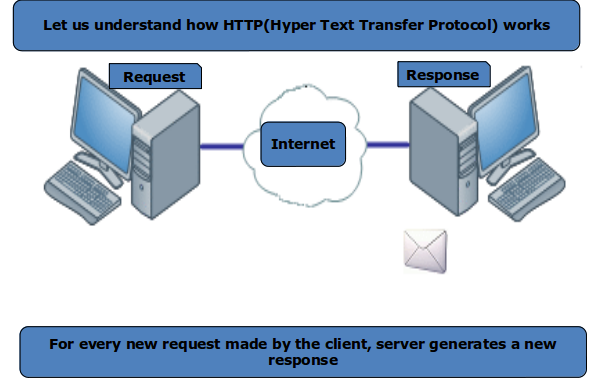 Let us understand how HTTP(Hyper Text Transfer Protocol) works
Request
Response
Internet
For every new request made by the client, server generates a new
response